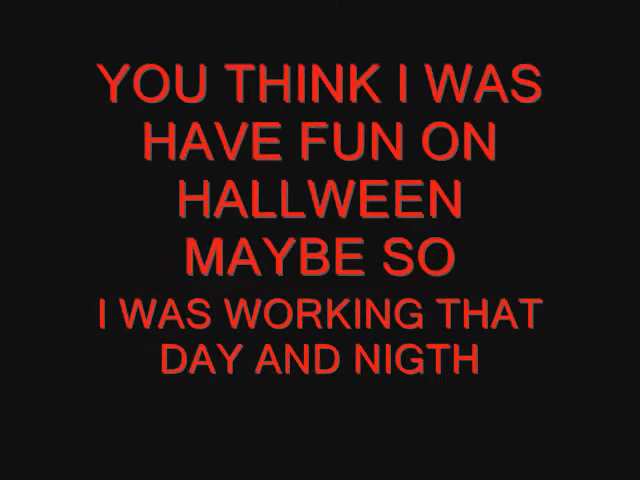 YOU THINK I WAS
HAVE FUN ON
HALLWEEN
MAYBE SO
I WAS WORKING THAT
DAY AND NIGTH